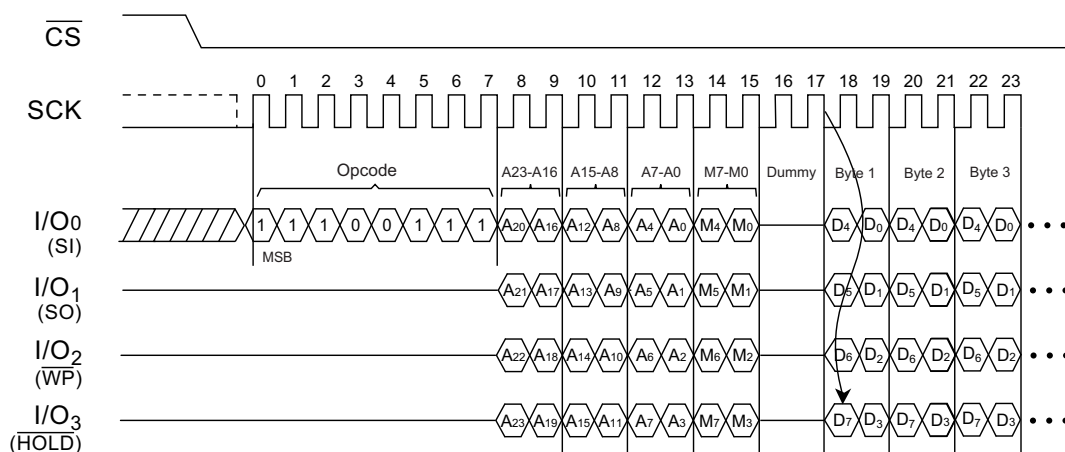 CS
0 1 2 3 4 5 6 7 8 9 10 11 12 13 14 15 16 17 18 19 20 21 22 23
SCK
Opcode A23-A16 A15-A8 A7-A0 M7-M0 Dummy Byte 1 Byte 2 Byte 3
I/O0 1 1 1 0 0 1 1 1 A20 A16 A12 A8 A4 A0 M4 M0 D4 D0 D4 D0 D4 D0
(SI)
MSB
I/O1 A21 A17 A13 A9 A5 A1 M5 M1 D5 D1 D5 D1 D5 D1
(SO)
I/O2 A22 A18 A14 A10 A6 A2 M6 M2 D6 D2 D6 D2 D6 D2
(WP)
I/O3 A23 A19 A15 A11 A7 A3 M7 M3 D7 D3 D7 D3 D7 D3
(HOLD)